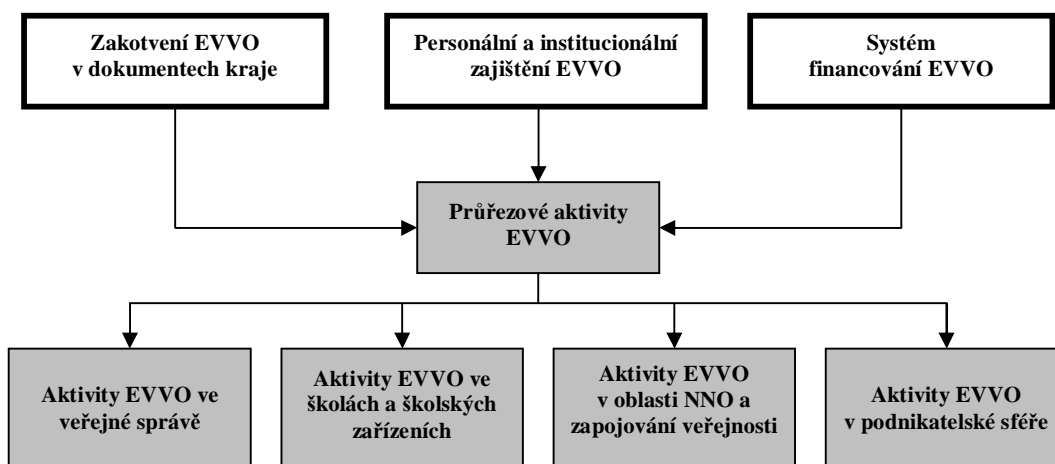 Zakotvení EVVO
v dokumentech kraje
Personální a institucionální
zajištění EVVO
Systém
financování EVVO
Průřezové aktivity
EVVO
Aktivity EVVO ve
veřejné správě
Aktivity EVVO ve
školách a školských
zařízeních
Aktivity EVVO
v oblasti NNO a
zapojování veřejnosti
Aktivity EVVO
v podnikatelské sféře